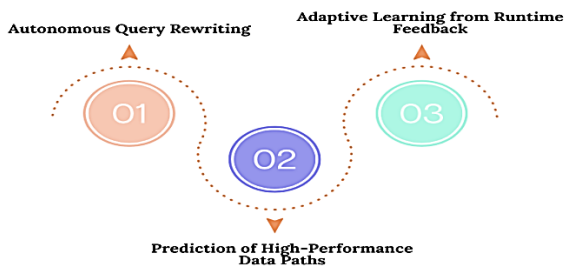 Autonomous Query Rewriting
01
Prediction of High-Performance
Data Paths
02
Adaptive Learning from Runtime
Feedback
03